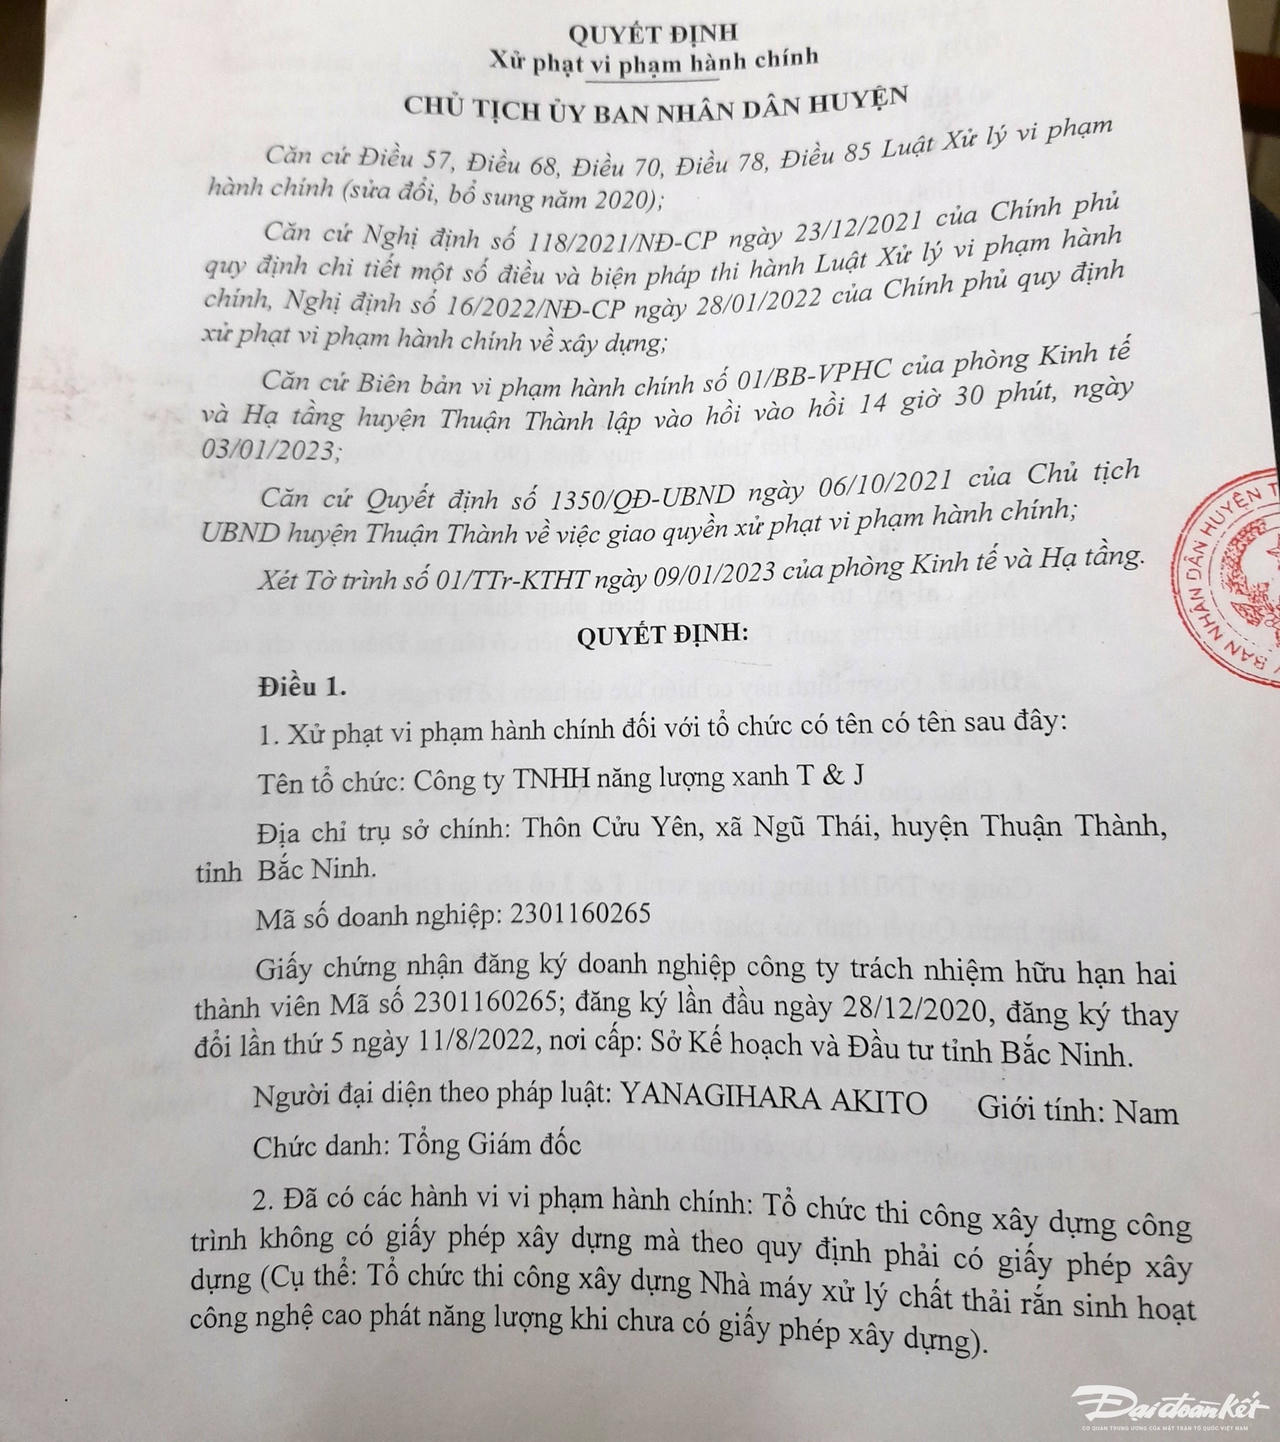 QUYẾT ĐỊNH
Xử phạt vi phạm hành chính
CHỦ TỊCH ỦY BAN NHÂN DÂN HUYỆN
Căn cứ Điều 57, Điều 68, Điều 70, Điều 78, Điều 85 Luật Xử lý vi phạm
hành chính (sửa đổi, bổ sung năm 2020);
Căn cứ Nghị định số 118/2021/NĐ-CP ngày 23/12/2021 của Chính phủ
quy định chi tiết một số điều và biện pháp thi hành Luật Xử lý vi phạm hành
chính, Nghị định số 16/2022/NĐ-CP ngày 28/01/2022 của Chính phủ quy định
xử phạt vi phạm hành chính về xây dựng;
Căn cứ Biên bản vi phạm hành chính số 01/BB-VPHC của phòng Kinh tế
và Hạ tầng huyện Thuận Thành lập vào hồi vào hồi 14 giờ 30 phút, ngày
03/01/2023;
Căn cứ Quyết định số 1350/QĐ-UBND ngày 06/10/2021 của Chủ tịch
UBND huyện Thuận Thành về việc giao quyền xử phạt vi phạm hành chính;
Xét Tờ trình số 01/TTr-KTHT ngày 09/01/2023 của phòng Kinh tế và Hạ tầng.
QUYẾT ĐỊNH:
Điều 1.
1. Xử phạt vi phạm hành chính đối với tổ chức có tên có tên sau đây:
Tên tổ chức: Công ty TNHH năng lượng xanh T & J
Địa chỉ trụ sở chính: Thôn Cửu Yên, xã Ngũ Thái, huyện Thuận Thành,
tỉnh Bắc Ninh.
Mã số doanh nghiệp: 2301160265
Giấy chứng nhận đăng ký doanh nghiệp công ty trách nhiệm hữu hạn hai
thành viên Mã số 2301160265; đăng ký lần đầu ngày 28/12/2020, đăng ký thay
đổi lần thứ 5 ngày 11/8/2022, nơi cấp: Sở Kế hoạch và Đầu tư tỉnh Bắc Ninh.
Người đại diện theo pháp luật: YANAGIHARA AKITO Giới tính: Nam
Chức danh: Tổng Giám đốc
2. Đã có các hành vi vi phạm hành chính: Tổ chức thi công xây dựng công
trình không có giấy phép xây dựng mà theo quy định phải có giấy phép xây
dựng (Cụ thể: Tổ chức thi công xây dựng Nhà máy xử lý chất thải rắn sinh hoạt
công nghệ cao phát năng lượng khi chưa có giấy phép xây dựng).
BAN NHÂN DÂN HUYỆN
Đại đoàn kết
CƠ QUAN TRUNG ƯƠNG CỦA MẶT TRẬN TỔ QUỐC VIỆT NAM